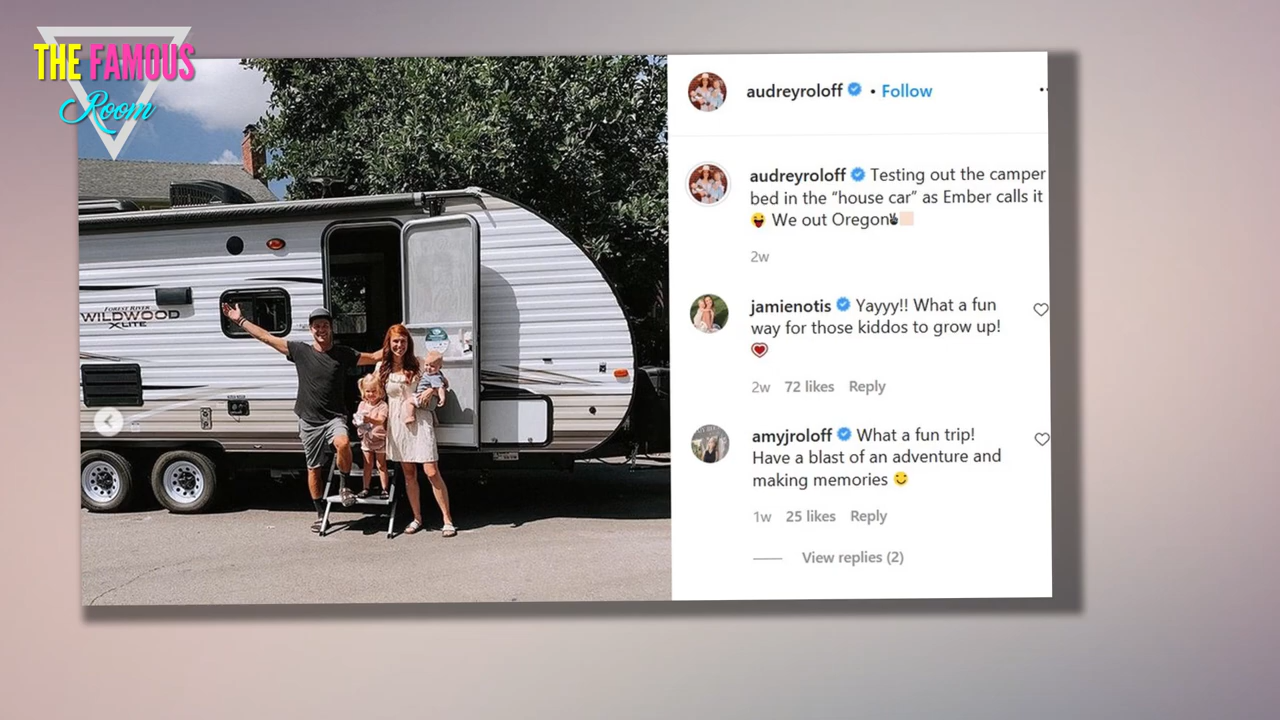 THE FAMOUS
Room
FOREST RIVER
WILDWOOD
XLITE
audreyroloff • Follow
audreyroloff Testing out the camper
bed in the “house car” as Ember calls it
😜 We out Oregon✌🏻
2w
jamienotis Yayyy!! What a fun
way for those kiddos to grow up!
❤️
2w 72 likes Reply
amyjroloff What a fun trip!
Have a blast of an adventure and
making memories 😊
1w 25 likes Reply
View replies (2)